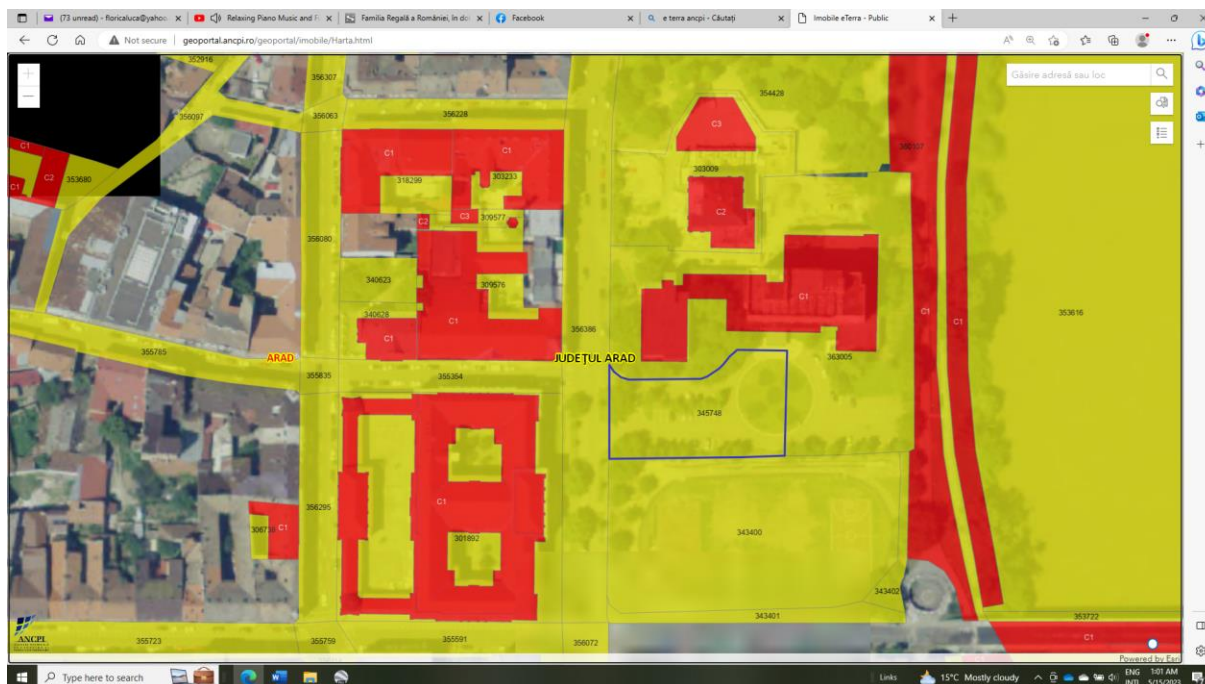 (73 unread) - floricaluca@yahoo.
Relaxing Piano Music and F
Familia Regală a României, în do
Facebook
e terra ancpi - Căutați
Imobile eTerra - Public
Not secure | geoportal.ancpi.ro/geoportal/imobile/Harta.html
Găsire adresă sau loc
352916
356307
356097
356063
356228
354428
C3
C1
C1
C1
C2
353680
C1
318299
303233
303009
C2
C2
C3
309577
356080
340623
309576
C1
340628
C1
C1
356386
C1
C1
353616
355785
ARAD
JUDEȚUL ARAD
363005
355835
355354
345748
C1
356295
C1
301892
343400
343402
343401
353722
C1
ANCPI
355723
355759
355591
356072
Powered by Esri
Type here to search
Links
15°C Mostly cloudy
ENG
INTL
1:01 AM
5/15/2023